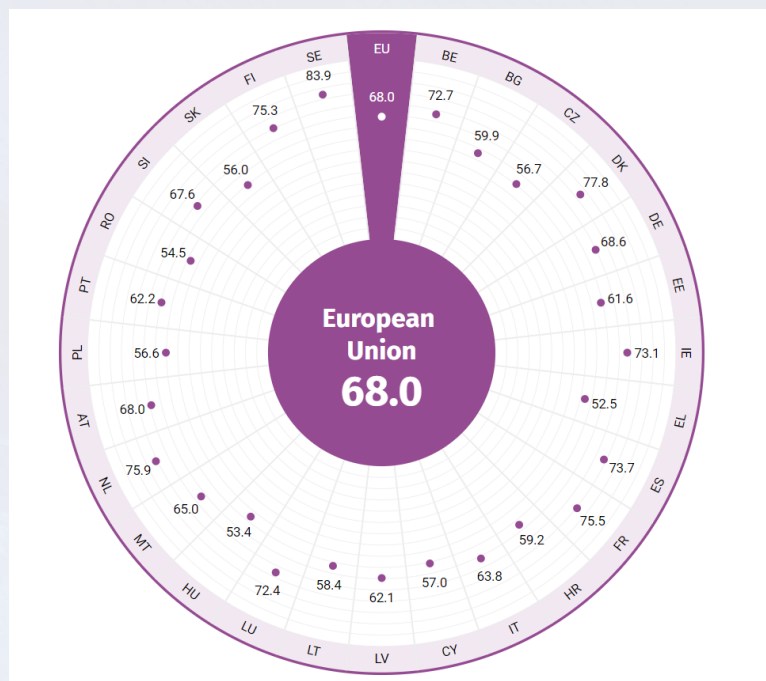 EU
68.0
BE
72.7
BG
59.9
CZ
56.7
DK
77.8
DE
68.6
EE
61.6
IE
73.1
EL
52.5
ES
73.7
FR
75.5
HR
59.2
IT
63.8
CY
57.0
LV
62.1
LT
58.4
LU
72.4
HU
53.4
MT
65.0
NL
75.9
AT
68.0
PL
56.6
PT
62.2
RO
54.5
SI
67.6
SK
56.0
FI
75.3
SE
83.9
European
Union
68.0